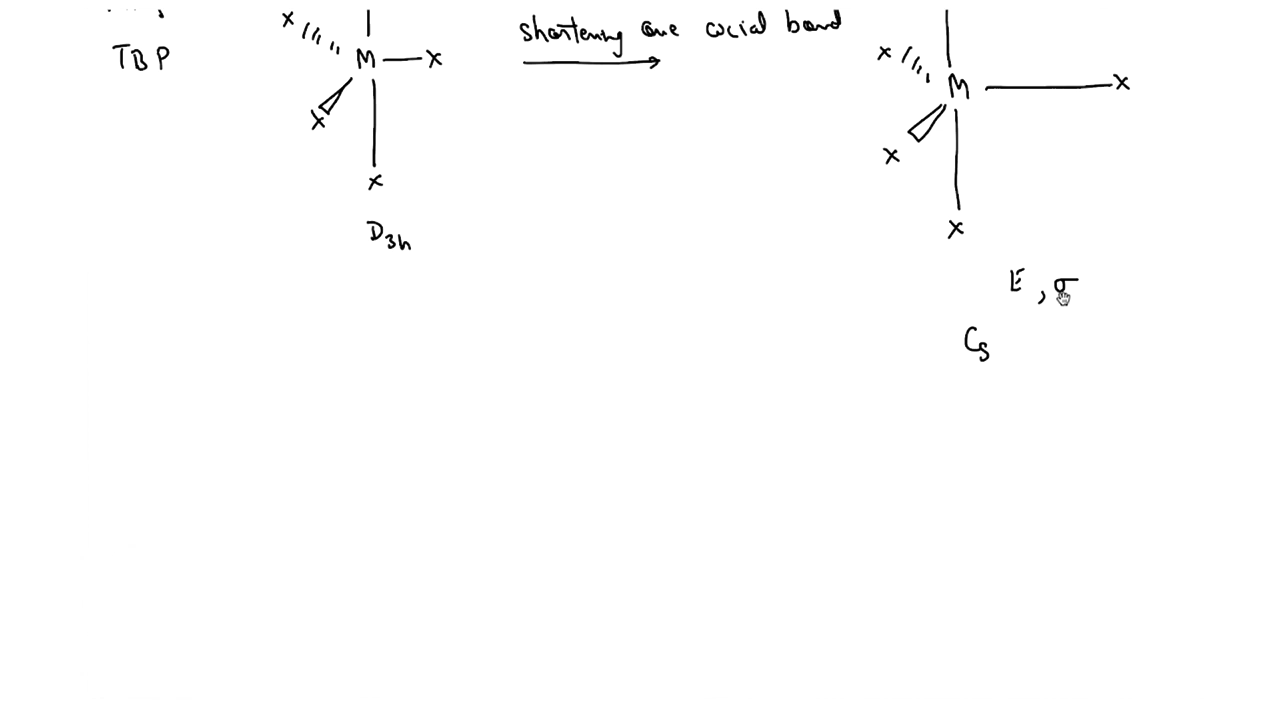 TBP
X
M
X
X
X
D3h
shortening one axial bond
X
M
X
X
X
E, σ
Cs